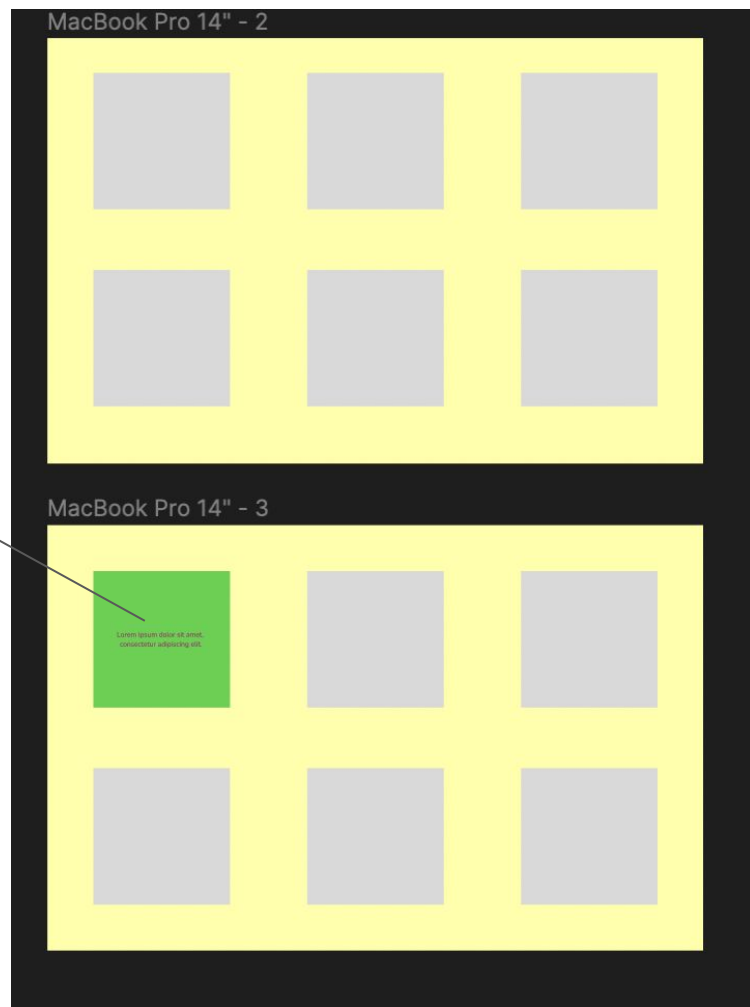 MacBook Pro 14" - 2
MacBook Pro 14" - 3
Lorem ipsum dolor sit amet,
consectetur adipiscing elit.